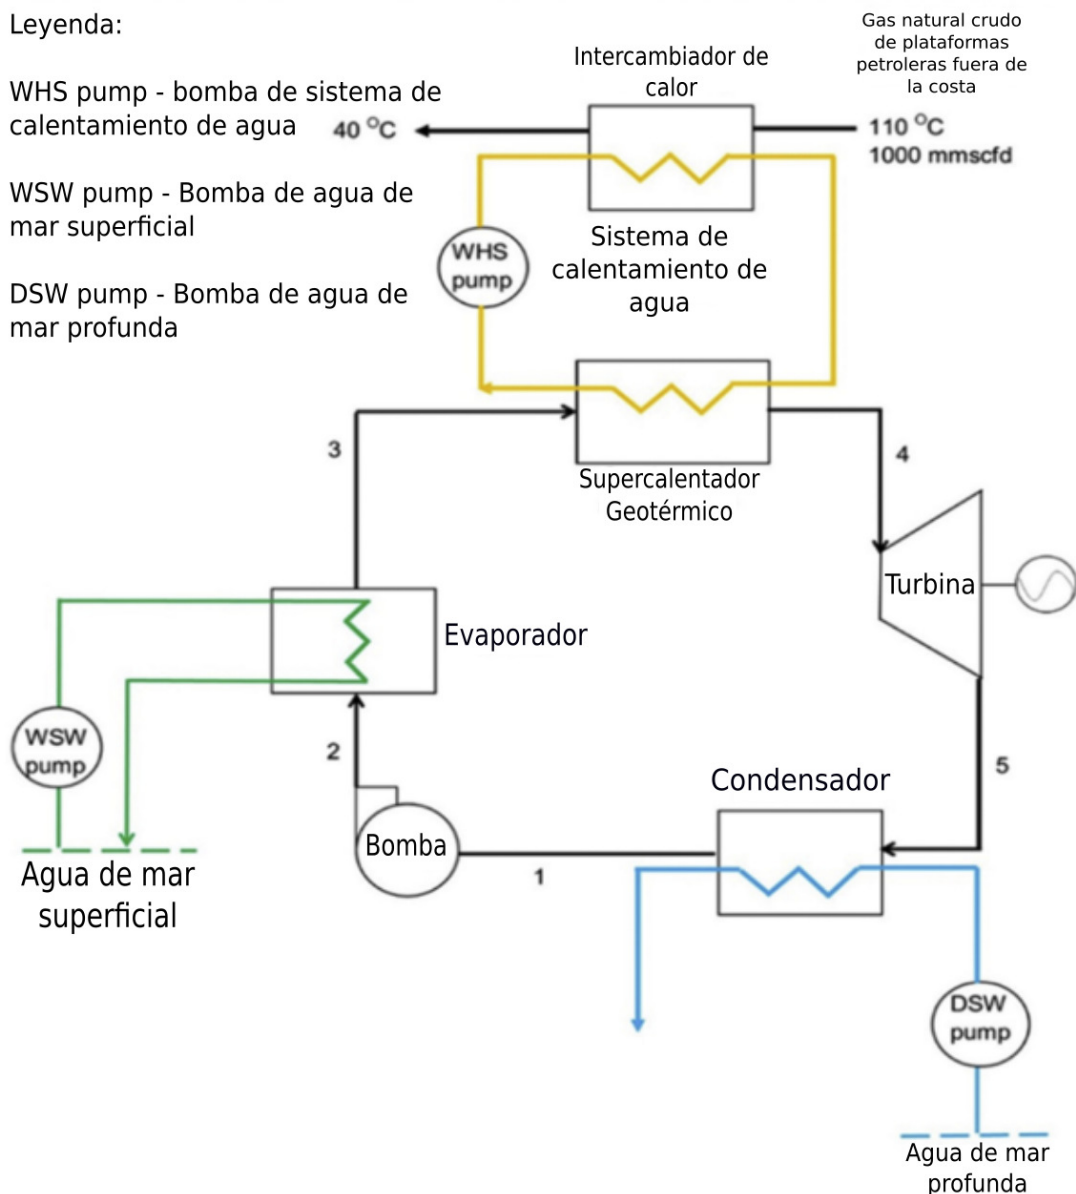 Leyenda:
WHS pump - bomba de sistema de
calentamiento de agua
WSW pump - Bomba de agua de
mar superficial
DSW pump - Bomba de agua de
mar profunda
Gas natural crudo
de plataformas
petroleras fuera de
la costa
Intercambiador de
calor
40 °C
110 °C
1000 mmscfd
WHS
pump
Sistema de
calentamiento de
agua
3
Supercalentador
Geotérmico
4
Turbina
Evaporador
WSW
pump
2
5
Condensador
Bomba
1
Agua de mar
superficial
DSW
pump
Agua de mar
profunda